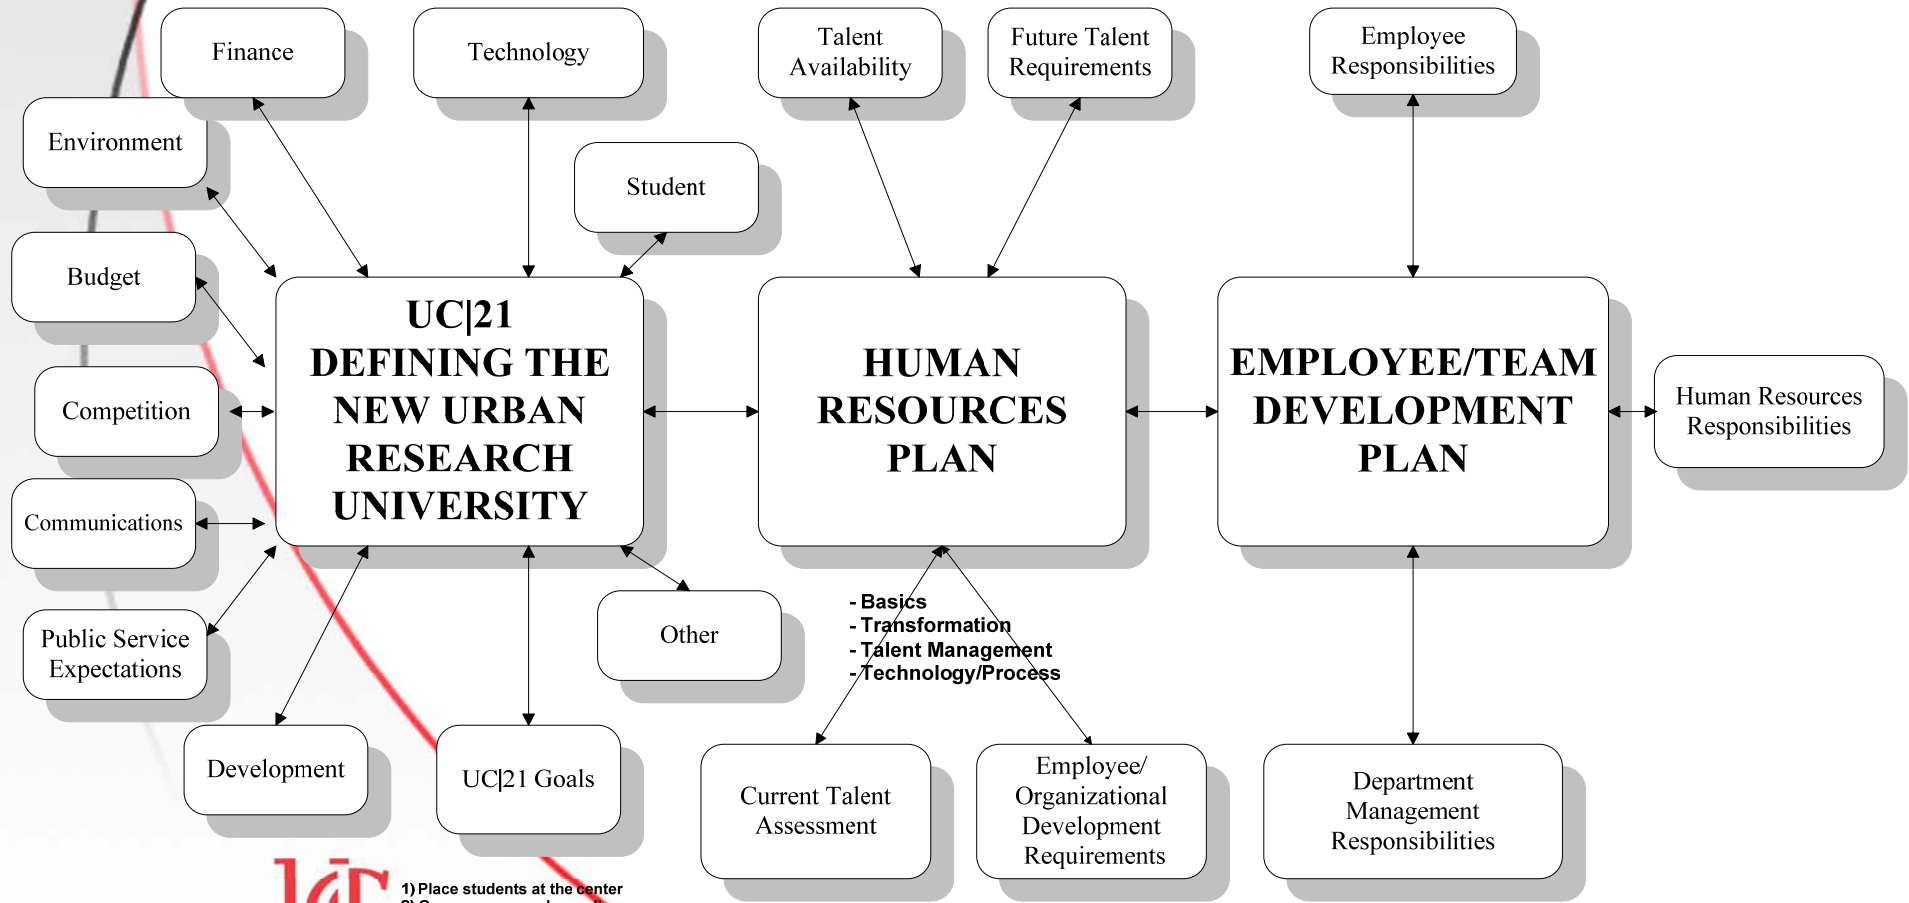 Finance
Technology
Talent
Availability
Future Talent
Requirements
Employee
Responsibilities
Environment
Student
Budget
UC|21
DEFINING THE
NEW URBAN
RESEARCH
UNIVERSITY
HUMAN
RESOURCES
PLAN
EMPLOYEE/TEAM
DEVELOPMENT
PLAN
Human Resources
Responsibilities
Competition
Communications
Public Service
Expectations
Other
- Basics
- Transformation
- Talent Management
- Technology/Process
Development
UC|21 Goals
Current Talent
Assessment
Employee/
Organizational
Development
Requirements
Department
Management
Responsibilities
1) Place students at the center